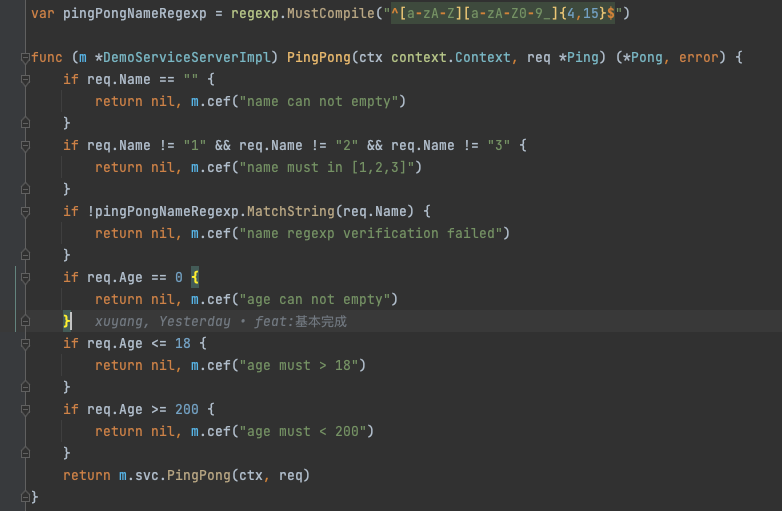 var pingPongNameRegexp = regexp.MustCompile("^[a-zA-Z][a-zA-Z0-9_]{4,15}$")
func (m *DemoServiceServerImpl) PingPong(ctx context.Context, req *Ping) (*Pong, error) {
if req.Name == "" {
return nil, m.cef("name can not empty")
}
if req.Name != "1" && req.Name != "2" && req.Name != "3" {
return nil, m.cef("name must in [1,2,3]")
}
if !pingPongNameRegexp.MatchString(req.Name) {
return nil, m.cef("name regexp verification failed")
}
if req.Age == 0 {
return nil, m.cef("age can not empty")
} xuyang, Yesterday • feat:基本完成
if req.Age <= 18 {
return nil, m.cef("age must > 18")
}
if req.Age >= 200 {
return nil, m.cef("age must < 200")
}
return m.svc.PingPong(ctx, req)
}